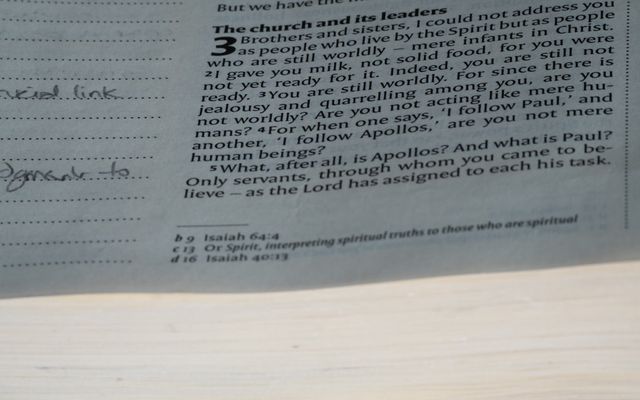 link
to
But we have the
The church and its leaders
3 Brothers and sisters, I could not address you
as people who live by the Spirit but as people
who are still worldly – mere infants in Christ.
2 I gave you milk, not solid food, for you were
not yet ready for it. Indeed, you are still not
ready. 3 You are still worldly. For since there is
jealousy and quarrelling among you, are you
not worldly? Are you not acting like mere hu-
mans? 4 For when one says, ‘I follow Paul,’ and
another, ‘I follow Apollos,’ are you not mere
human beings?
5 What, after all, is Apollos? And what is Paul?
Only servants, through whom you came to be-
lieve – as the Lord has assigned to each his task.
b 9 Isaiah 64:4
c 13 Or Spirit, interpreting spiritual truths to those who are spiritual
d 16 Isaiah 40:13